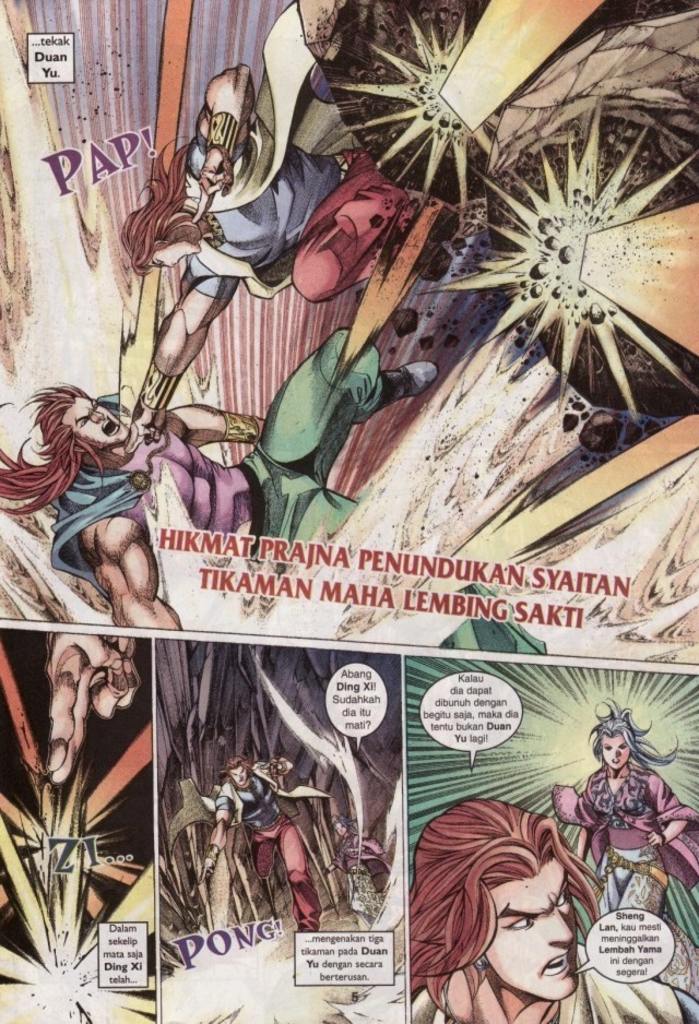 ...tekak
Duan
Yu.
PAP!
HIKMAT PRAJNA PENUNDUKAN SYAITAN
TIKAMAN MAHA LEMBING SAKTI
ZI...
Dalam
sekelip
mata saja
Ding Xi
telah...
Abang
Ding Xi!
Sudahkah
dia itu
mati?
PONG!
...mengenakan tiga
tikaman pada Duan
Yu dengan secara
berterusan.
Kalau
dia dapat
dibunuh dengan
begitu saja, maka dia
tentu bukan Duan
Yu lagi!
Sheng
Lan, kau mesti
meninggalkan
Lembah Yama
ini dengan
segera!
5